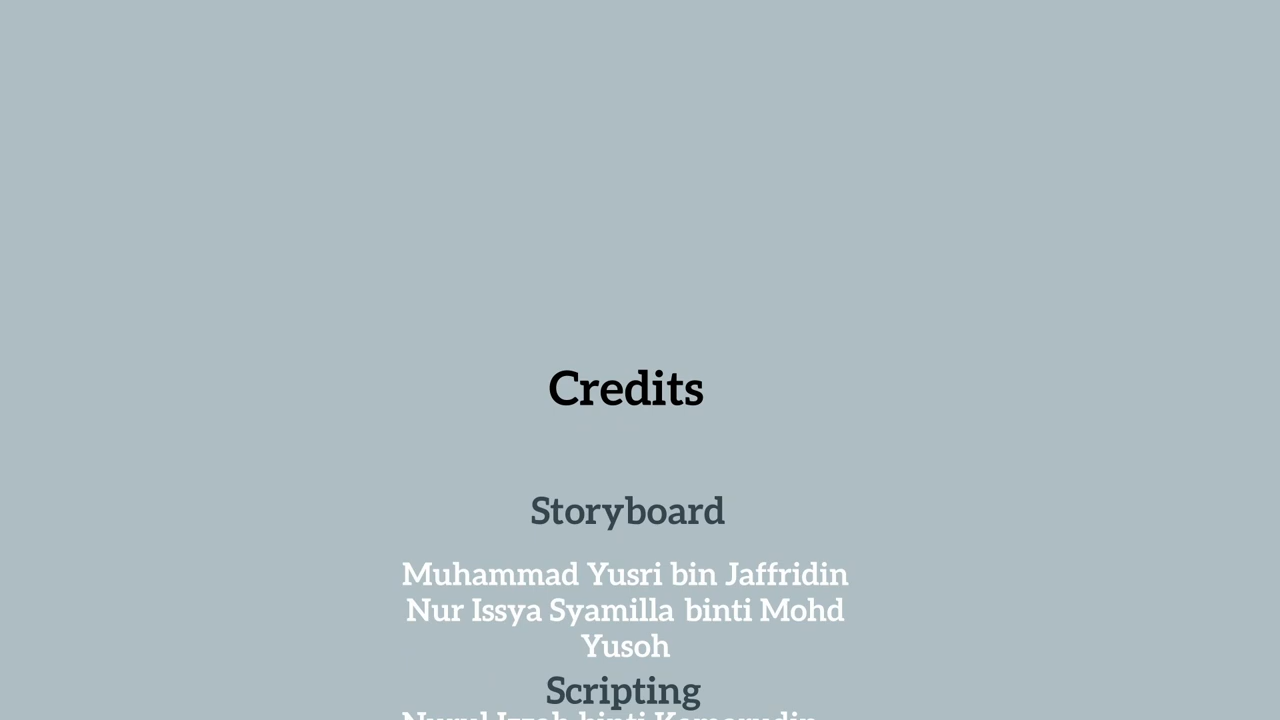 Credits
Storyboard
Muhammad Yusri bin Jaffridin
Nur Issya Syamilla binti Mohd
Yusoh
Scripting